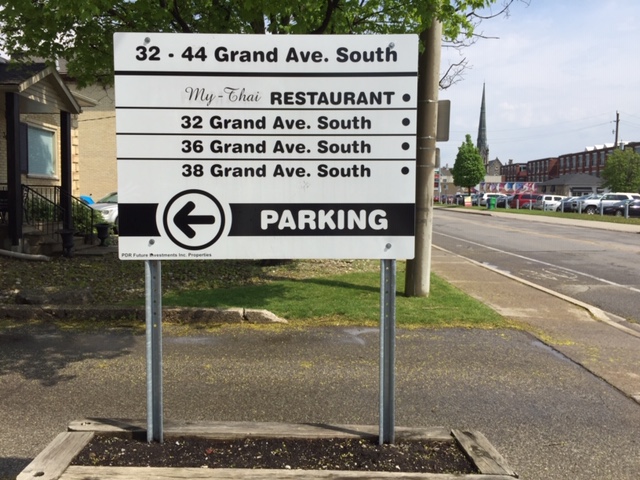 32 - 44 Grand Ave. South
My-Thai RESTAURANT •
32 Grand Ave. South •
36 Grand Ave. South •
38 Grand Ave. South •
PARKING
PDR Future Investments Inc. Properties